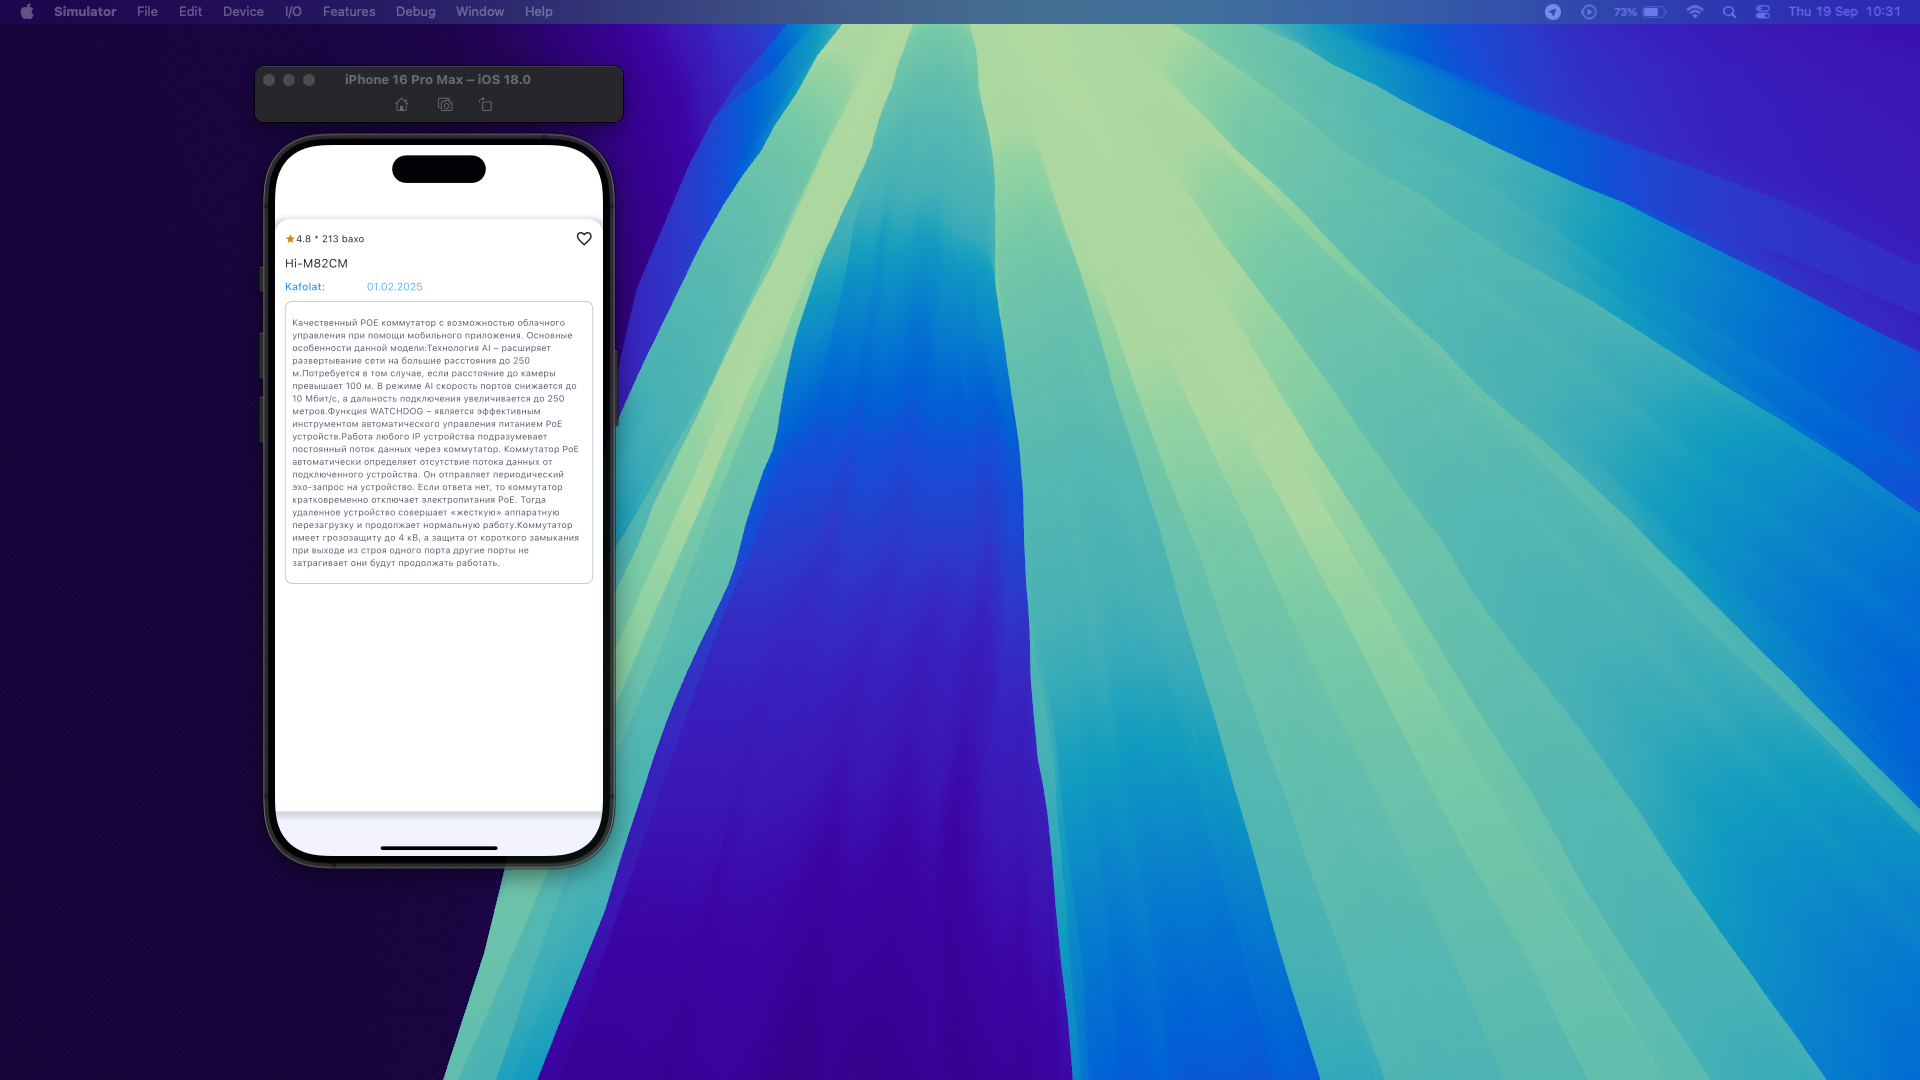 Simulator File Edit Device I/O Features Debug Window Help 73% Thu 19 Sep 10:31
iPhone 16 Pro Max – iOS 18.0
4.8 * 213 baxo
Hi-M82CM
Kafolat: 01.02.2025
Качественный POE коммутатор с возможностью облачного
управления при помощи мобильного приложения. Основные
особенности данной модели:Технология AI – расширяет
развертывание сети на большие расстояния до 250
м.Потребуется в том случае, если расстояние до камеры
превышает 100 м. В режиме AI скорость портов снижается до
10 Мбит/с, а дальность подключения увеличивается до 250
метров.Функция WATCHDOG – является эффективным
инструментом автоматического управления питанием PoE
устройств.Работа любого IP устройства подразумевает
постоянный поток данных через коммутатор. Коммутатор PoE
автоматически определяет отсутствие потока данных от
подключенного устройства. Он отправляет периодический
эхо-запрос на устройство. Если ответа нет, то коммутатор
кратковременно отключает электропитания PoE. Тогда
удаленное устройство совершает «жесткую» аппаратную
перезагрузку и продолжает нормальную работу.Коммутатор
имеет грозозащиту до 4 кВ, а защита от короткого замыкания
при выходе из строя одного порта другие порты не
затрагивает они будут продолжать работать.